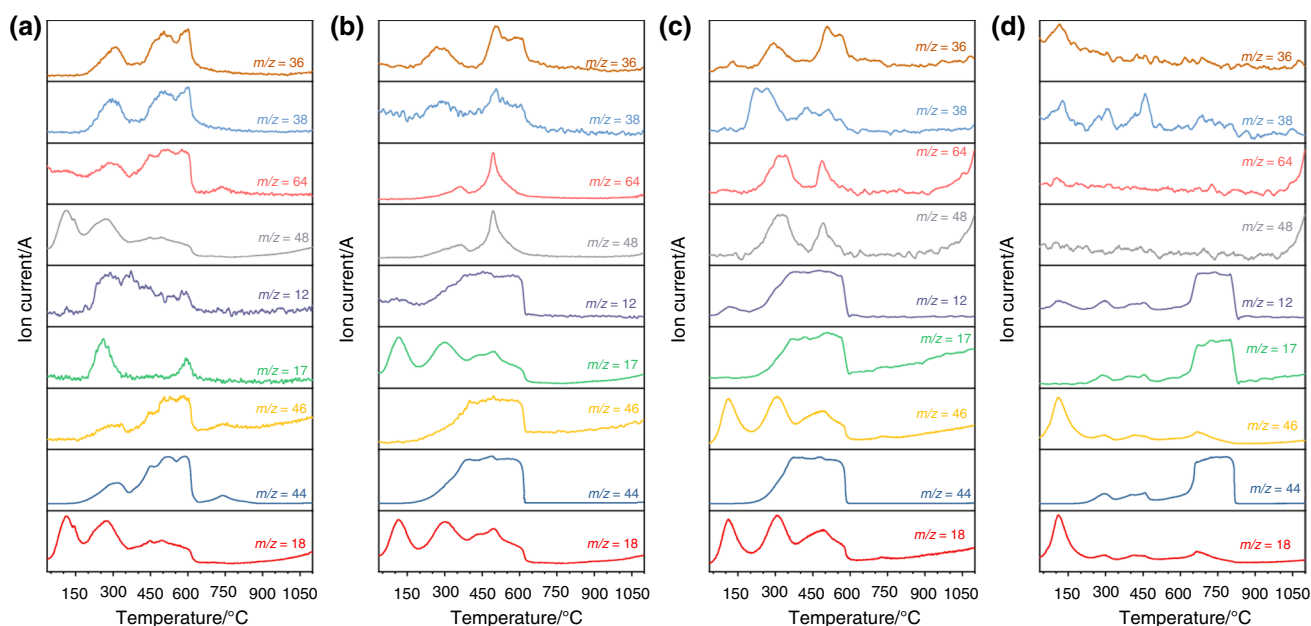 (a)
Ion current/A
m/z = 36
m/z = 38
m/z = 64
m/z = 48
m/z = 12
m/z = 17
m/z = 46
m/z = 44
m/z = 18
150 300 450 600 750 900 1050
Temperature/°C
(b)
Ion current/A
m/z = 36
m/z = 38
m/z = 64
m/z = 48
m/z = 12
m/z = 17
m/z = 46
m/z = 44
m/z = 18
150 300 450 600 750 900 1050
Temperature/°C
(c)
Ion current/A
m/z = 36
m/z = 38
m/z = 64
m/z = 48
m/z = 12
m/z = 17
m/z = 46
m/z = 44
m/z = 18
150 300 450 600 750 900 1050
Temperature/°C
(d)
Ion current/A
m/z = 36
m/z = 38
m/z = 64
m/z = 48
m/z = 12
m/z = 17
m/z = 46
m/z = 44
m/z = 18
150 300 450 600 750 900 1050
Temperature/°C